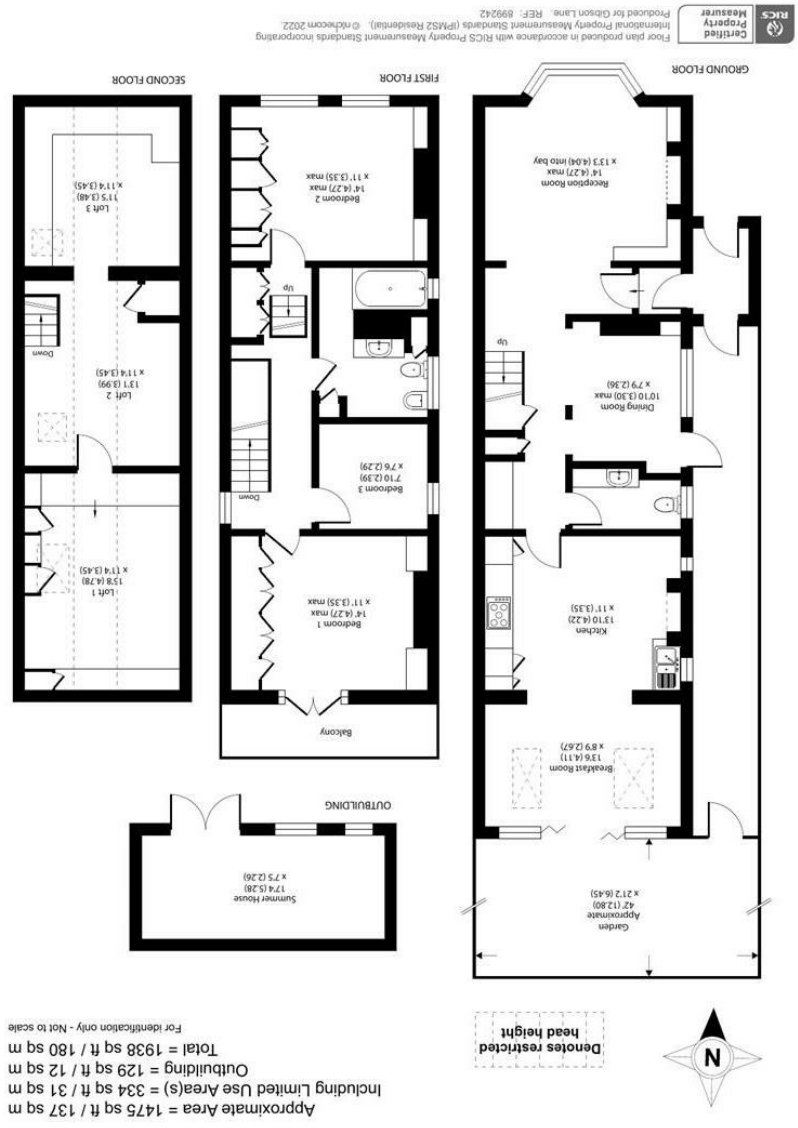 Approximate Area = 1475 sq ft / 137 sq m
Including Limited Use Area(s) = 334 sq ft / 31 sq m
Outbuilding = 129 sq ft / 12 sq m
Total = 1938 sq ft / 180 sq m
For identification only - Not to scale
N
Denotes restricted
head height
Garden
Approximate
42' (12.80)
x 21'2 (6.45)
Summer House
17'4 (5.28)
x 7'5 (2.26)
OUTBUILDING
Breakfast Room
13'6 (4.11)
x 8'9 (2.67)
Kitchen
13'10 (4.22)
x 11' (3.35)
Dining Room
10'10 (3.30) max
x 7'9 (2.36)
Up
Reception Room
14' (4.27) max
x 13'3 (4.04) into bay
GROUND FLOOR
Balcony
Bedroom 1
14' (4.27) max
x 11' (3.35) max
Down
Bedroom 3
7'10 (2.39)
x 7'6 (2.29)
Up
Bedroom 2
14' (4.27) max
x 11' (3.35) max
FIRST FLOOR
Loft 1
15'8 (4.78)
x 11'4 (3.45)
Down
Loft 2
13'1 (3.99)
x 11'4 (3.45)
Loft 3
11'5 (3.48)
x 11'4 (3.45)
SECOND FLOOR
RICS
Certified
Property
Measurer
Floor plan produced in accordance with RICS Property Measurement Standards incorporating
International Property Measurement Standards (IPMS2 Residential). © nichecom 2022.
Produced for Gibson Lane. REF: 899242